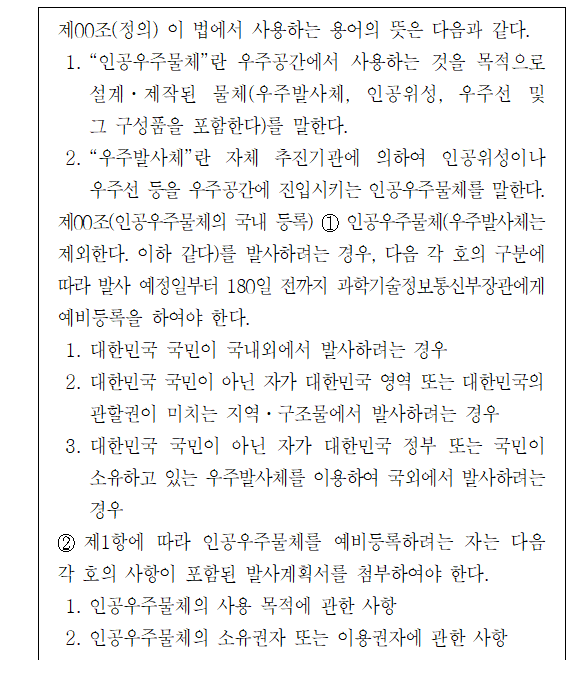 제00조(정의) 이 법에서 사용하는 용어의 뜻은 다음과 같다.
1. “인공우주물체”란 우주공간에서 사용하는 것을 목적으로
설계・제작된 물체(우주발사체, 인공위성, 우주선 및
그 구성품을 포함한다)를 말한다.
2. “우주발사체”란 자체 추진기관에 의하여 인공위성이나
우주선 등을 우주공간에 진입시키는 인공우주물체를 말한다.
제00조(인공우주물체의 국내 등록) ① 인공우주물체(우주발사체는
제외한다. 이하 같다)를 발사하려는 경우, 다음 각 호의 구분에
따라 발사 예정일부터 180일 전까지 과학기술정보통신부장관에게
예비등록을 하여야 한다.
1. 대한민국 국민이 국내외에서 발사하려는 경우
2. 대한민국 국민이 아닌 자가 대한민국 영역 또는 대한민국의
관할권이 미치는 지역・구조물에서 발사하려는 경우
3. 대한민국 국민이 아닌 자가 대한민국 정부 또는 국민이
소유하고 있는 우주발사체를 이용하여 국외에서 발사하려는
경우
② 제1항에 따라 인공우주물체를 예비등록하려는 자는 다음
각 호의 사항이 포함된 발사계획서를 첨부하여야 한다.
1. 인공우주물체의 사용 목적에 관한 사항
2. 인공우주물체의 소유권자 또는 이용권자에 관한 사항